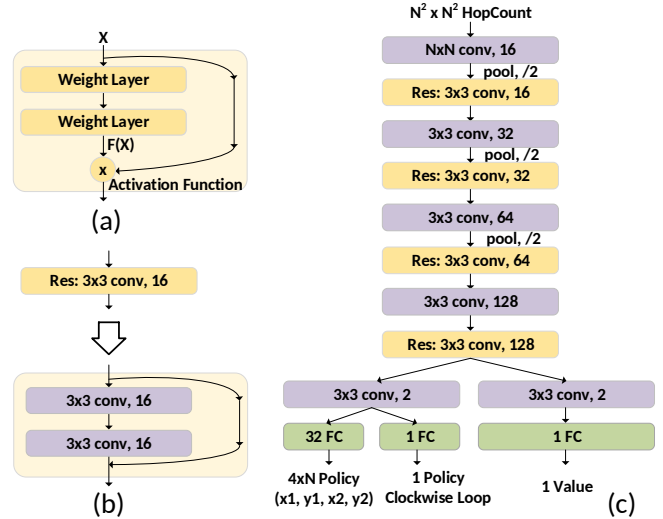 X
Weight Layer
Weight Layer
F(X)
x
Activation Function
(a)
Res: 3x3 conv, 16
3x3 conv, 16
3x3 conv, 16
(b)
N² x N² HopCount
NxN conv, 16
pool, /2
Res: 3x3 conv, 16
3x3 conv, 32
pool, /2
Res: 3x3 conv, 32
3x3 conv, 64
pool, /2
Res: 3x3 conv, 64
3x3 conv, 128
Res: 3x3 conv, 128
3x3 conv, 2
3x3 conv, 2
32 FC
1 FC
1 FC
4xN Policy
(x1, y1, x2, y2)
1 Policy
Clockwise Loop
1 Value
(c)